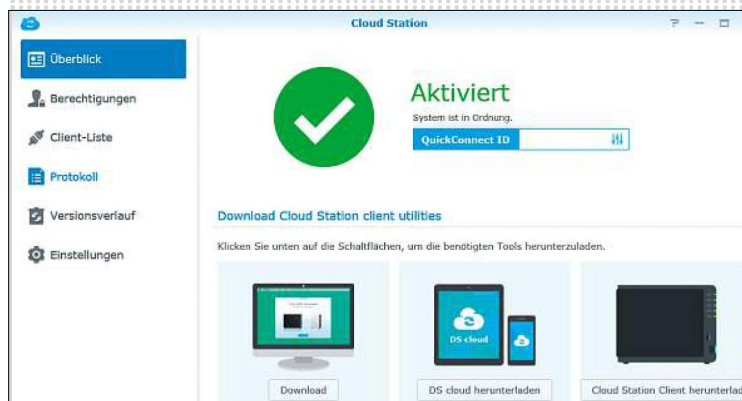 Cloud Station
?
Überblick
Berechtigungen
Client-Liste
Protokoll
Versionsverlauf
Einstellungen
Aktiviert
System ist in Ordnung.
QuickConnect ID
Download Cloud Station client utilities
Klicken Sie unten auf die Schaltflächen, um die benötigten Tools herunterzuladen.
DS cloud
Download
DS cloud herunterladen
Cloud Station Client herunterlad